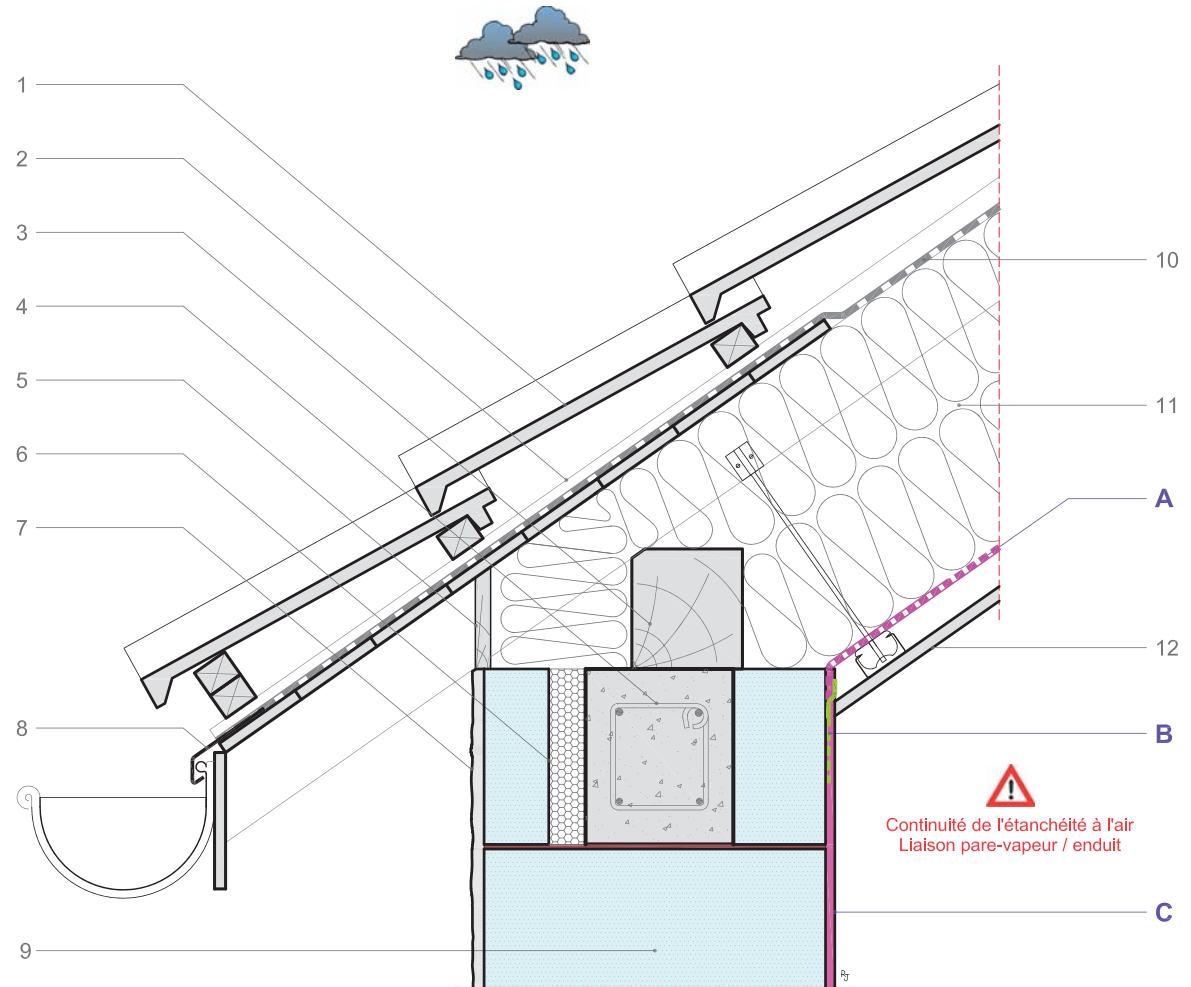 1
2
3
4
5
6
7
8
9
10
11
A
12
B
Continuité de l'étanchéité à l'air
Liaison pare-vapeur / enduit
C
RJ